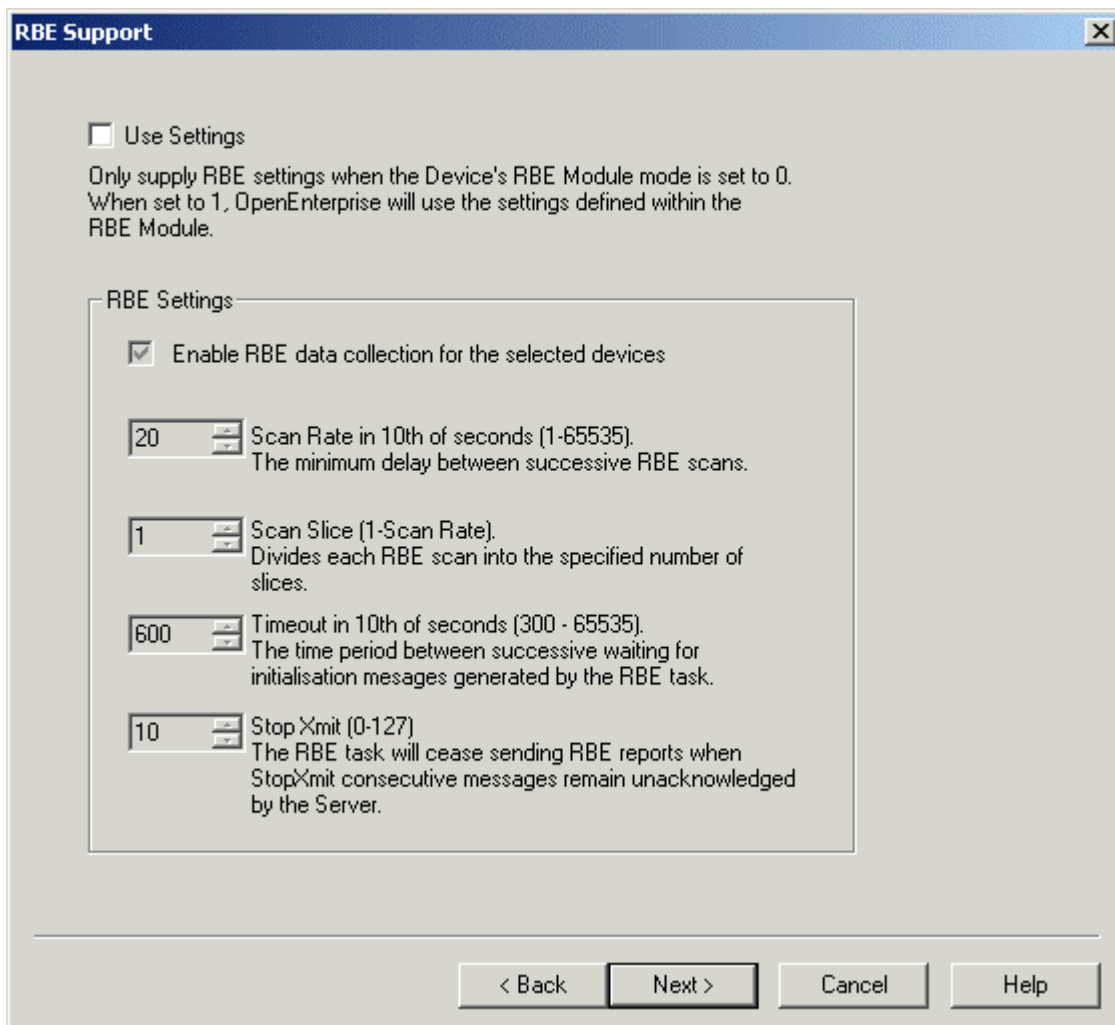 RBE Support
Use Settings
Only supply RBE settings when the Device's RBE Module mode is set to 0.
When set to 1, OpenEnterprise will use the settings defined within the
RBE Module.
RBE Settings
Enable RBE data collection for the selected devices
20
Scan Rate in 10th of seconds (1-65535).
The minimum delay between successive RBE scans.
1
Scan Slice (1-Scan Rate).
Divides each RBE scan into the specified number of
slices.
600
Timeout in 10th of seconds (300 - 65535).
The time period between successive waiting for
initialisation mesages generated by the RBE task.
10
Stop Xmit (0-127)
The RBE task will cease sending RBE reports when
StopXmit consecutive messages remain unacknowledged
by the Server.
< Back
Next >
Cancel
Help